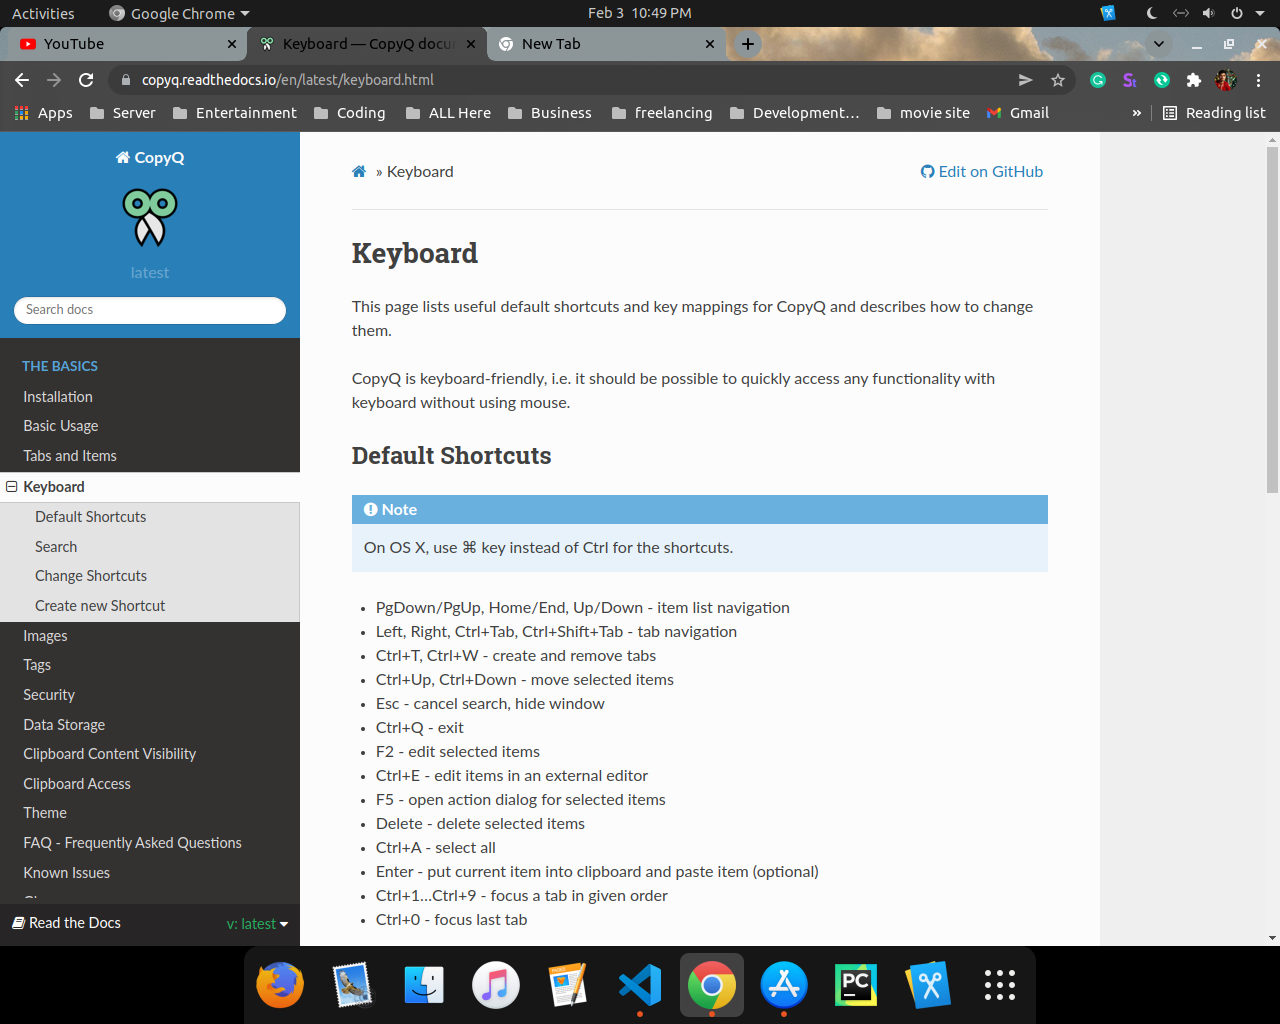 Activities
Google Chrome
Feb 3 10:49 PM
YouTube
Keyboard — CopyQ docu
New Tab
copyq.readthedocs.io/en/latest/keyboard.html
Apps
Server
Entertainment
Coding
ALL Here
Business
freelancing
Development…
movie site
Gmail
»
Reading list
CopyQ
latest
Search docs
THE BASICS
Installation
Basic Usage
Tabs and Items
Keyboard
Default Shortcuts
Search
Change Shortcuts
Create new Shortcut
Images
Tags
Security
Data Storage
Clipboard Content Visibility
Clipboard Access
Theme
FAQ - Frequently Asked Questions
Known Issues
Read the Docs
v: latest
» Keyboard
Edit on GitHub
Keyboard
This page lists useful default shortcuts and key mappings for CopyQ and describes how to change
them.
CopyQ is keyboard-friendly, i.e. it should be possible to quickly access any functionality with
keyboard without using mouse.
Default Shortcuts
Note
On OS X, use ⌘ key instead of Ctrl for the shortcuts.
• PgDown/PgUp, Home/End, Up/Down - item list navigation
• Left, Right, Ctrl+Tab, Ctrl+Shift+Tab - tab navigation
• Ctrl+T, Ctrl+W - create and remove tabs
• Ctrl+Up, Ctrl+Down - move selected items
• Esc - cancel search, hide window
• Ctrl+Q - exit
• F2 - edit selected items
• Ctrl+E - edit items in an external editor
• F5 - open action dialog for selected items
• Delete - delete selected items
• Ctrl+A - select all
• Enter - put current item into clipboard and paste item (optional)
• Ctrl+1…Ctrl+9 - focus a tab in given order
• Ctrl+0 - focus last tab
PC